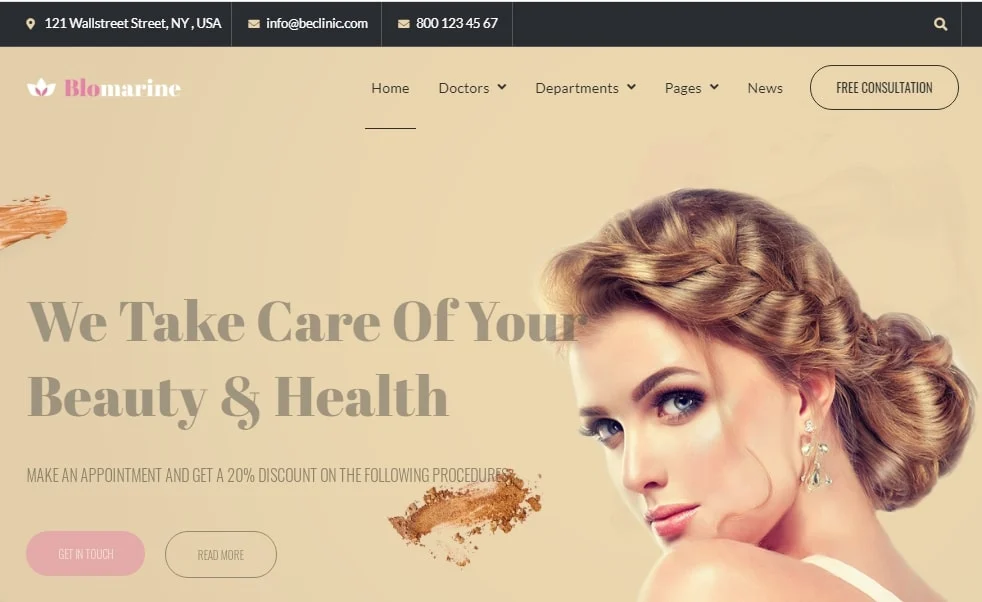 121 Wallstreet Street, NY , USA
info@beclinic.com
800 123 45 67
Blomarine
Home
Doctors
Departments
Pages
News
FREE CONSULTATION
We Take Care Of Your
Beauty & Health
MAKE AN APPOINTMENT AND GET A 20% DISCOUNT ON THE FOLLOWING PROCEDURES:
GET IN TOUCH
READ MORE